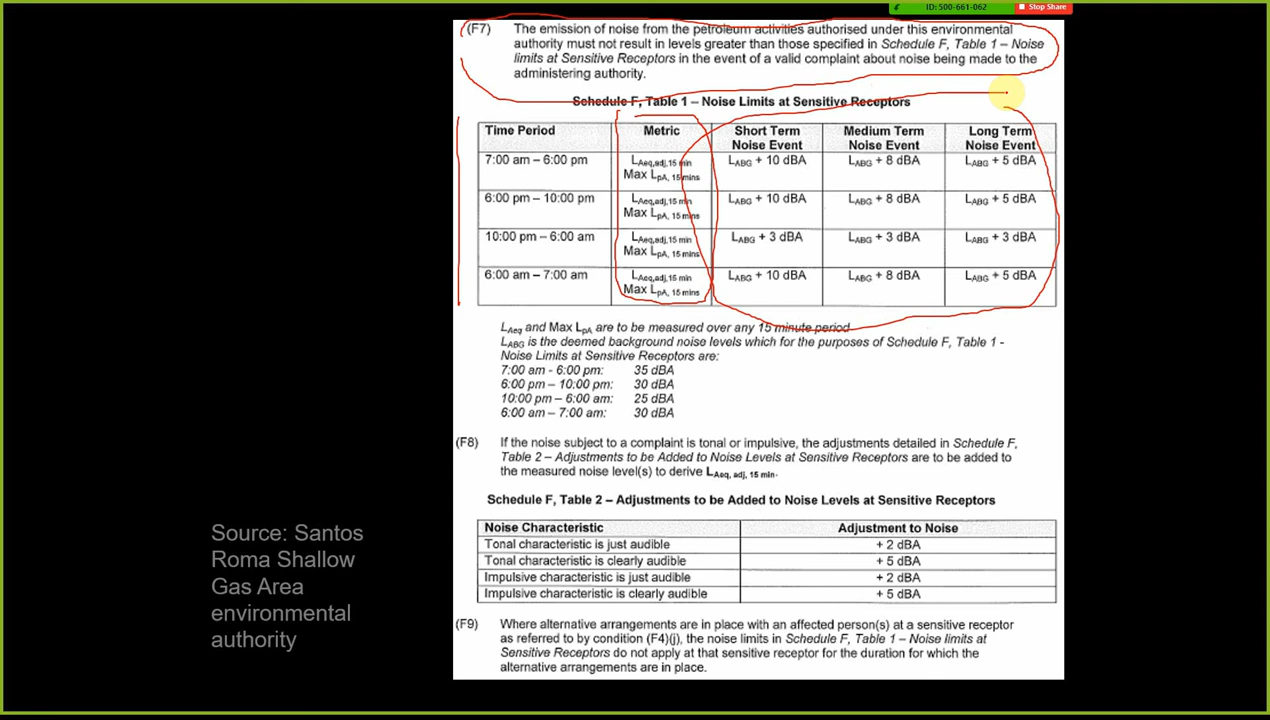 ID: 500-661-062
Stop Share
(F7) The emission of noise from the petroleum activities authorised under this environmental
authority must not result in levels greater than those specified in Schedule F, Table 1 – Noise
limits at Sensitive Receptors in the event of a valid complaint about noise being made to the
administering authority.
Schedule F, Table 1 – Noise Limits at Sensitive Receptors
Time Period Metric Short Term Noise Event Medium Term Noise Event Long Term Noise Event
7:00 am – 6:00 pm LAeq,adj,15 min Max LpA, 15 mins LABG + 10 dBA LABG + 8 dBA LABG + 5 dBA
6:00 pm – 10:00 pm LAeq,adj,15 min Max LpA, 15 mins LABG + 10 dBA LABG + 8 dBA LABG + 5 dBA
10:00 pm – 6:00 am LAeq,adj,15 min Max LpA, 15 mins LABG + 3 dBA LABG + 3 dBA LABG + 3 dBA
6:00 am – 7:00 am LAeq,adj,15 min Max LpA, 15 mins LABG + 10 dBA LABG + 8 dBA LABG + 5 dBA
LAeq and Max LpA are to be measured over any 15 minute period
LABG is the deemed background noise levels which for the purposes of Schedule F, Table 1 -
Noise Limits at Sensitive Receptors are:
7:00 am - 6:00 pm: 35 dBA
6:00 pm – 10:00 pm: 30 dBA
10:00 pm – 6:00 am: 25 dBA
6:00 am – 7:00 am: 30 dBA
(F8) If the noise subject to a complaint is tonal or impulsive, the adjustments detailed in Schedule F,
Table 2 – Adjustments to be Added to Noise Levels at Sensitive Receptors are to be added to
the measured noise level(s) to derive LAeq, adj, 15 min.
Schedule F, Table 2 – Adjustments to be Added to Noise Levels at Sensitive Receptors
Noise Characteristic Adjustment to Noise
Tonal characteristic is just audible + 2 dBA
Tonal characteristic is clearly audible + 5 dBA
Impulsive characteristic is just audible + 2 dBA
Impulsive characteristic is clearly audible + 5 dBA
(F9) Where alternative arrangements are in place with an affected person(s) at a sensitive receptor
as referred to by condition (F4)(j), the noise limits in Schedule F, Table 1 – Noise limits at
Sensitive Receptors do not apply at that sensitive receptor for the duration for which the
alternative arrangements are in place.
Source: Santos
Roma Shallow
Gas Area
environmental
authority